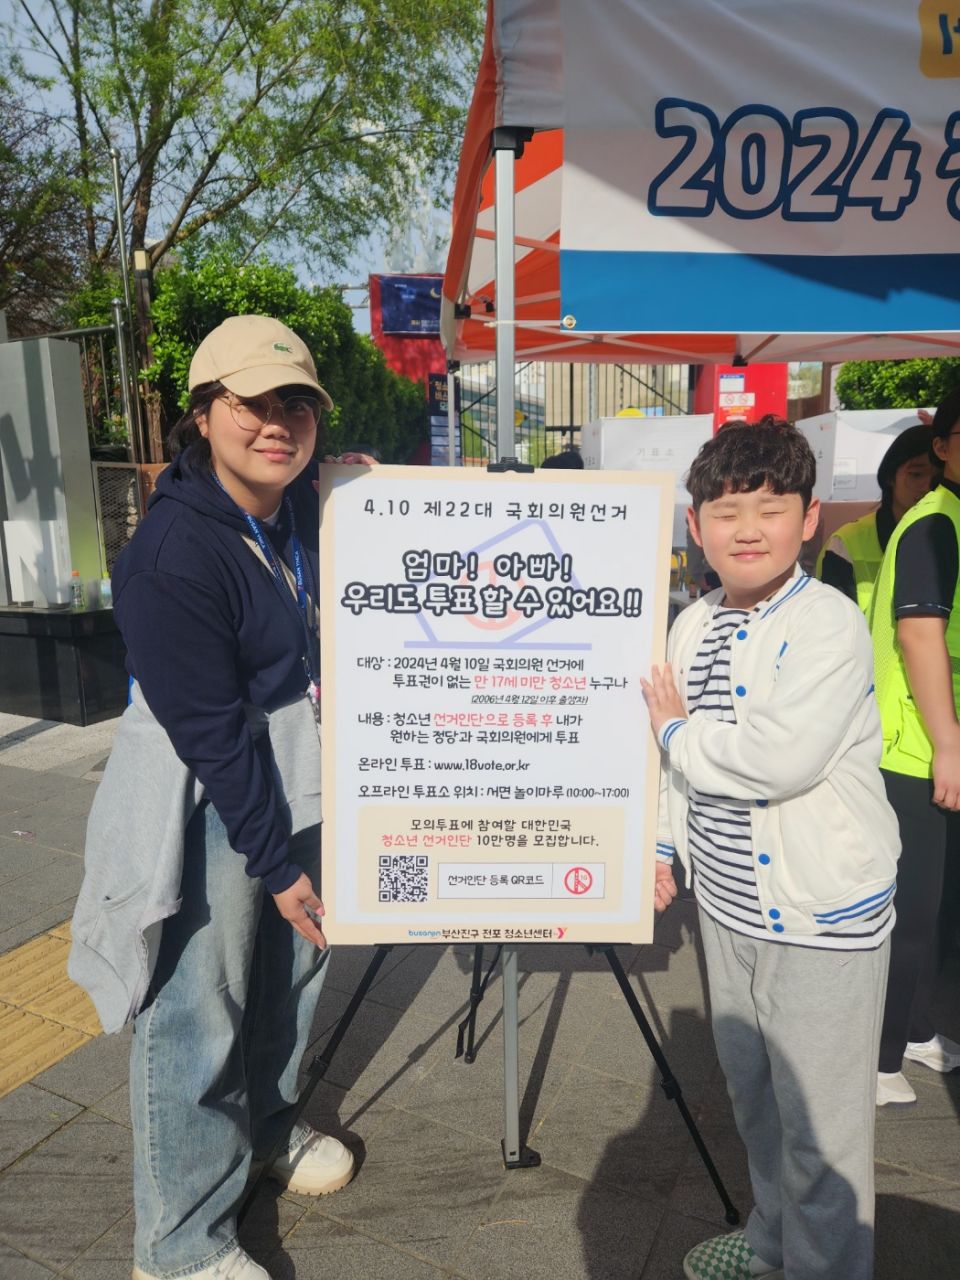 2024
4.10 제22대 국회의원선거
엄마! 아빠!
우리도 투표 할 수 있어요!!
대상 : 2024년 4월 10일 국회의원 선거에
투표권이 없는 만 17세 미만 청소년 누구나
(2006년 4월 12일 이후 출생자)
내용 : 청소년 선거인단으로 등록 후 내가
원하는 정당과 국회의원에게 투표
온라인 투표 : www.18vote.or.kr
오프라인 투표소 위치 : 서면 놀이마루 (10:00~17:00)
모의투표에 참여할 대한민국
청소년 선거인단 10만명을 모집합니다.
선거인단 등록 QR코드
busanjin 부산진구 전포 청소년센터
기표소
BUSAN YMCA
N